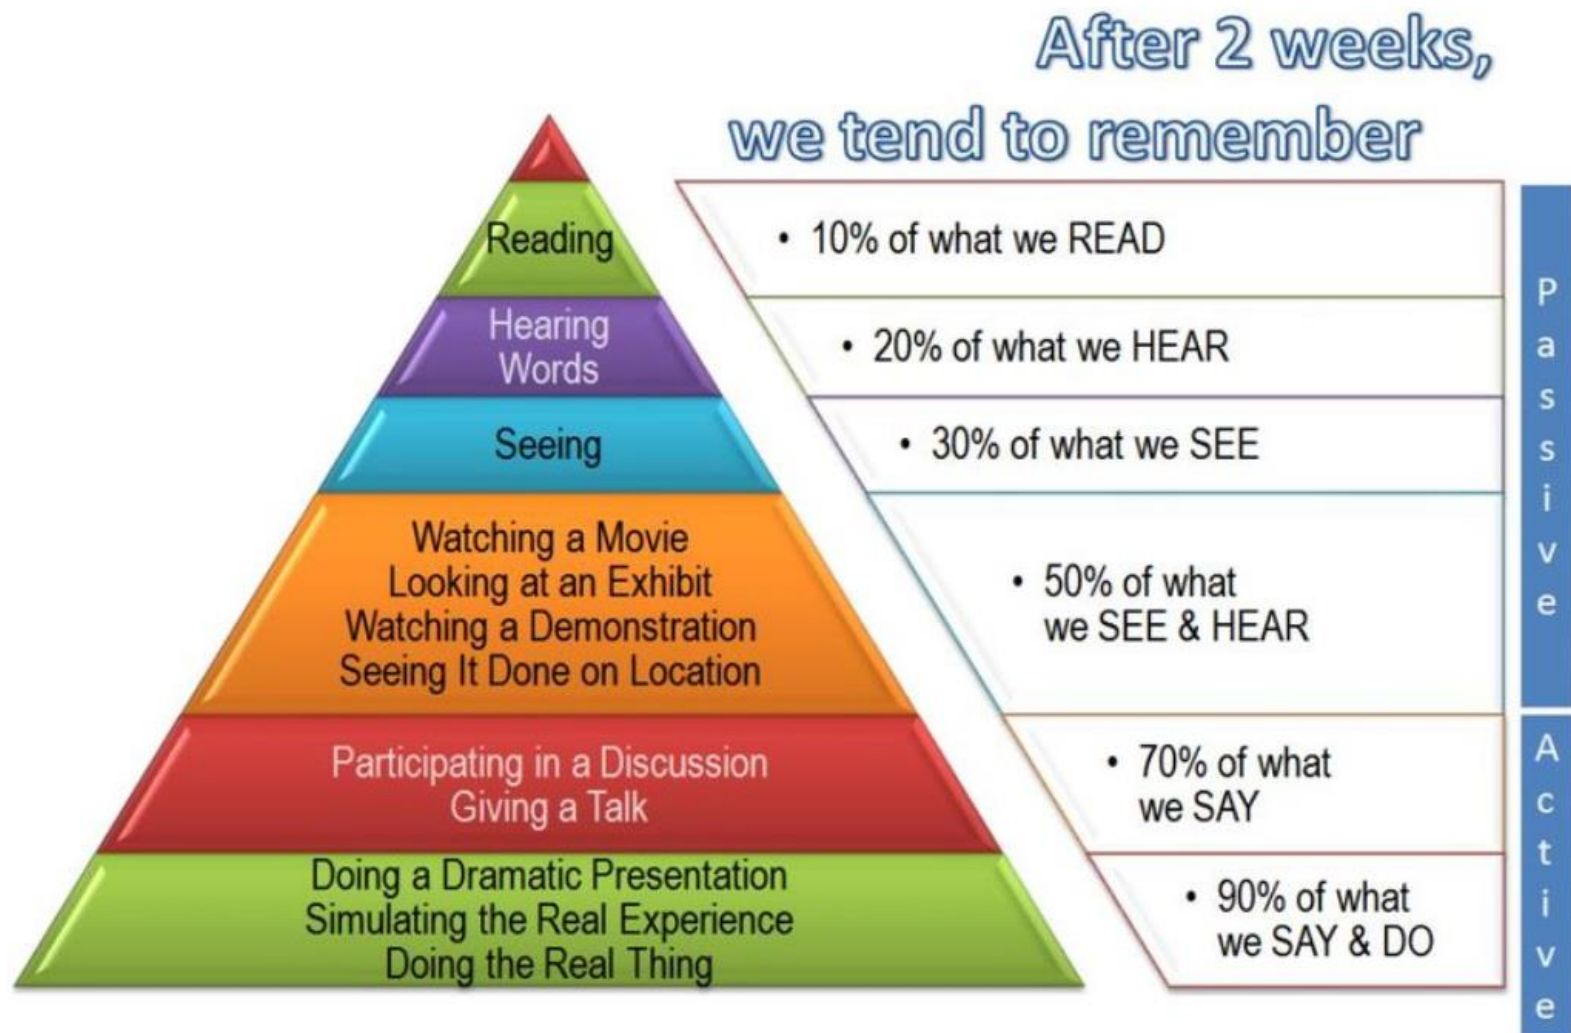 After 2 weeks,
we tend to remember
Reading
• 10% of what we READ
Hearing
Words
• 20% of what we HEAR
Seeing
• 30% of what we SEE
Watching a Movie
Looking at an Exhibit
Watching a Demonstration
Seeing It Done on Location
• 50% of what
we SEE & HEAR
Passive
Participating in a Discussion
Giving a Talk
• 70% of what
we SAY
Doing a Dramatic Presentation
Simulating the Real Experience
Doing the Real Thing
• 90% of what
we SAY & DO
Active